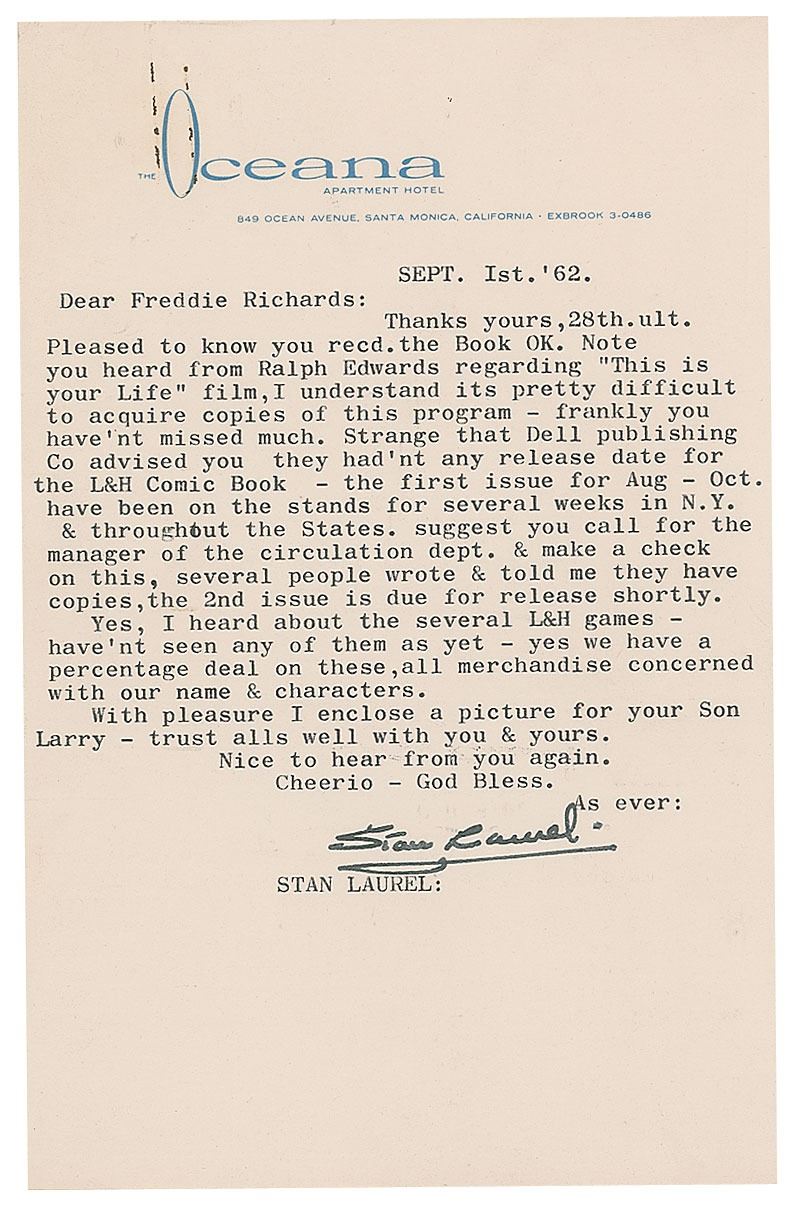 THE Oceana
APARTMENT HOTEL
849 OCEAN AVENUE, SANTA MONICA, CALIFORNIA · EXBROOK 3-0486
SEPT. Ist.'62.
Dear Freddie Richards:
Thanks yours,28th.ult.
Pleased to know you recd.the Book OK. Note
you heard from Ralph Edwards regarding "This is
your Life" film,I understand its pretty difficult
to acquire copies of this program - frankly you
have'nt missed much. Strange that Dell publishing
Co advised you they had'nt any release date for
the L&H Comic Book - the first issue for Aug - Oct.
have been on the stands for several weeks in N.Y.
& throughout the States. suggest you call for the
manager of the circulation dept. & make a check
on this, several people wrote & told me they have
copies,the 2nd issue is due for release shortly.
Yes, I heard about the several L&H games -
have'nt seen any of them as yet - yes we have a
percentage deal on these,all merchandise concerned
with our name & characters.
With pleasure I enclose a picture for your Son
Larry - trust alls well with you & yours.
Nice to hear from you again.
Cheerio - God Bless.
As ever:
Stan Laurel.
STAN LAUREL: